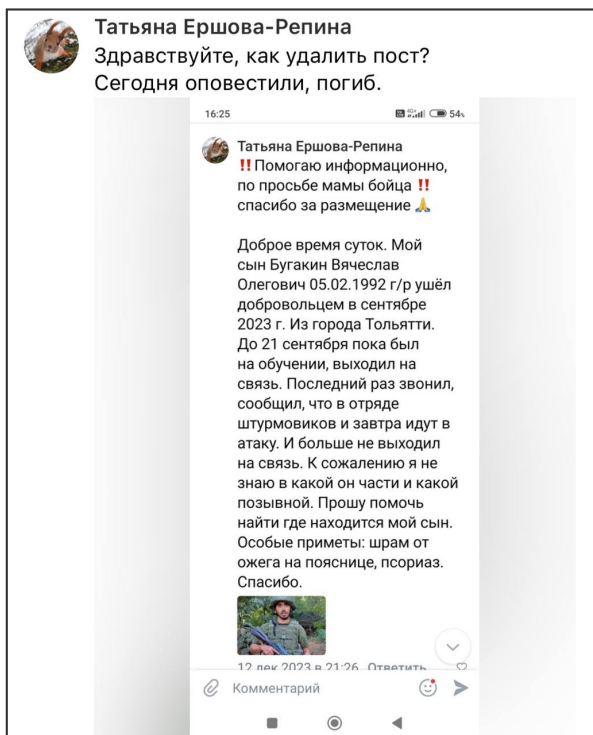 Татьяна Ершова-Репина
Здравствуйте, как удалить пост?
Сегодня оповестили, погиб.
16:25
4G+
54%
Татьяна Ершова-Репина
‼️Помогаю информационно,
по просьбе мамы бойца ‼️
спасибо за размещение 🙏
Доброе время суток. Мой
сын Бугакин Вячеслав
Олегович 05.02.1992 г/р ушёл
добровольцем в сентябре
2023 г. Из города Тольятти.
До 21 сентября пока был
на обучении, выходил на
связь. Последний раз звонил,
сообщил, что в отряде
штурмовиков и завтра идут в
атаку. И больше не выходил
на связь. К сожалению я не
знаю в какой он части и какой
позывной. Прошу помочь
найти где находится мой сын.
Особые приметы: шрам от
ожега на пояснице, псориаз.
Спасибо.
12 дек 2023 в 21:26 Ответить
Комментарий